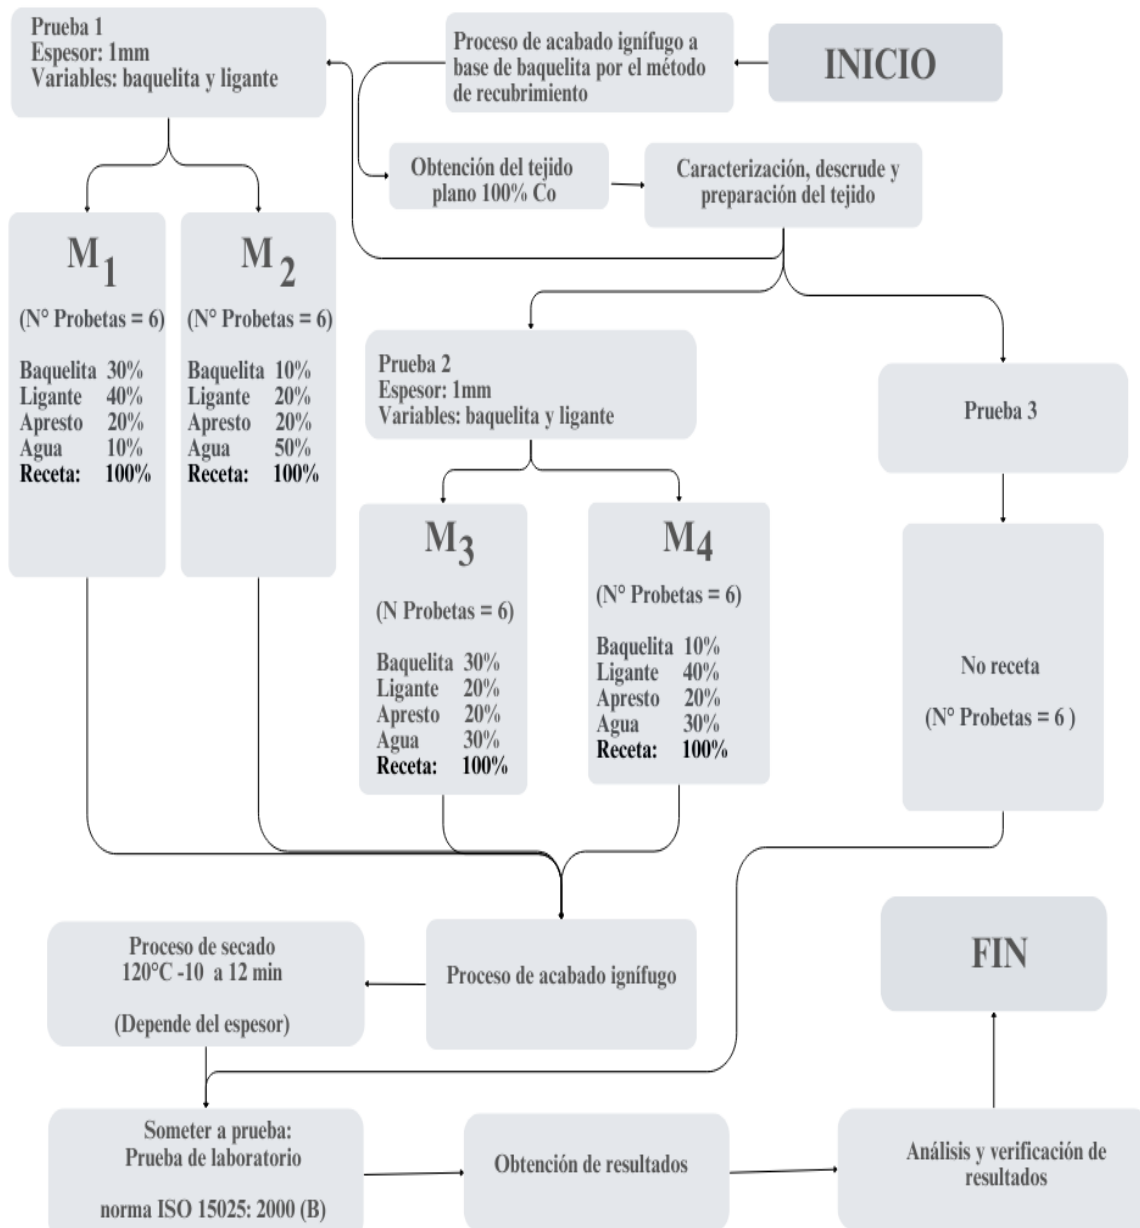 INICIO
Proceso de acabado ignífugo a
base de baquelita por el método
de recubrimiento
Obtención del tejido
plano 100% Co
Caracterización, descrude y
preparación del tejido
Prueba 1
Espesor: 1mm
Variables: baquelita y ligante
M1
(N° Probetas = 6)
Baquelita 30%
Ligante 40%
Apresto 20%
Agua 10%
Receta: 100%
M2
(N° Probetas = 6)
Baquelita 10%
Ligante 20%
Apresto 20%
Agua 50%
Receta: 100%
Prueba 2
Espesor: 1mm
Variables: baquelita y ligante
M3
(N Probetas = 6)
Baquelita 30%
Ligante 20%
Apresto 20%
Agua 30%
Receta: 100%
M4
(N° Probetas = 6)
Baquelita 10%
Ligante 40%
Apresto 20%
Agua 30%
Receta: 100%
Prueba 3
No receta
(N° Probetas = 6 )
Proceso de acabado ignífugo
Proceso de secado
120°C -10 a 12 min
(Depende del espesor)
Someter a prueba:
Prueba de laboratorio
norma ISO 15025: 2000 (B)
Obtención de resultados
Análisis y verificación de
resultados
FIN